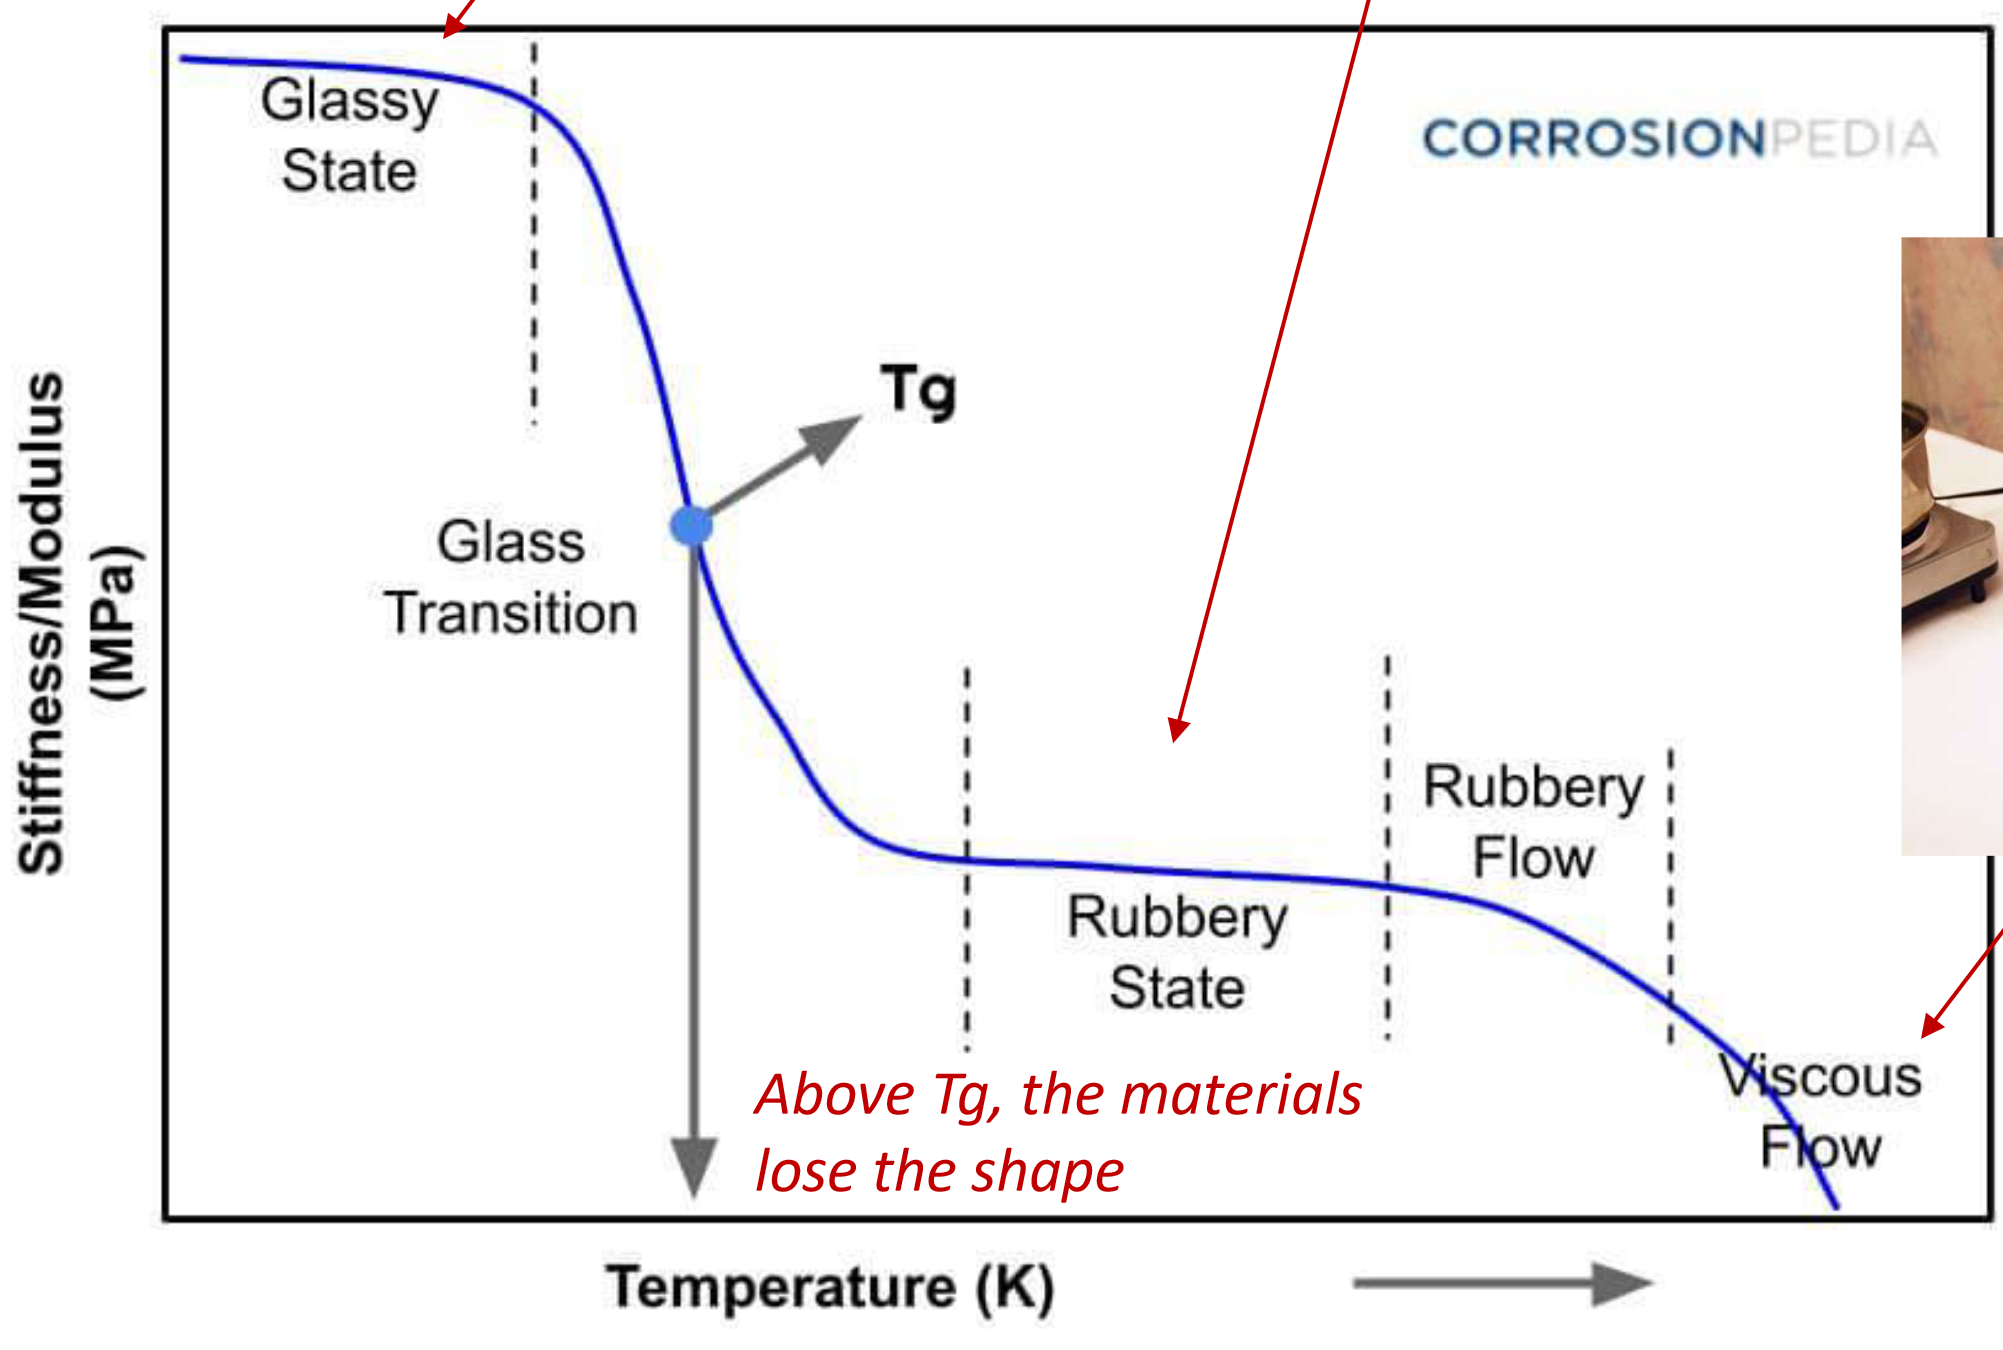 Glassy
State
CORROSIONPEDIA
Tg
Stiffness/Modulus
(MPa)
Glass
Transition
Rubbery
Flow
Rubbery
State
Viscous
Flow
Above Tg, the materials
lose the shape
Temperature (K)